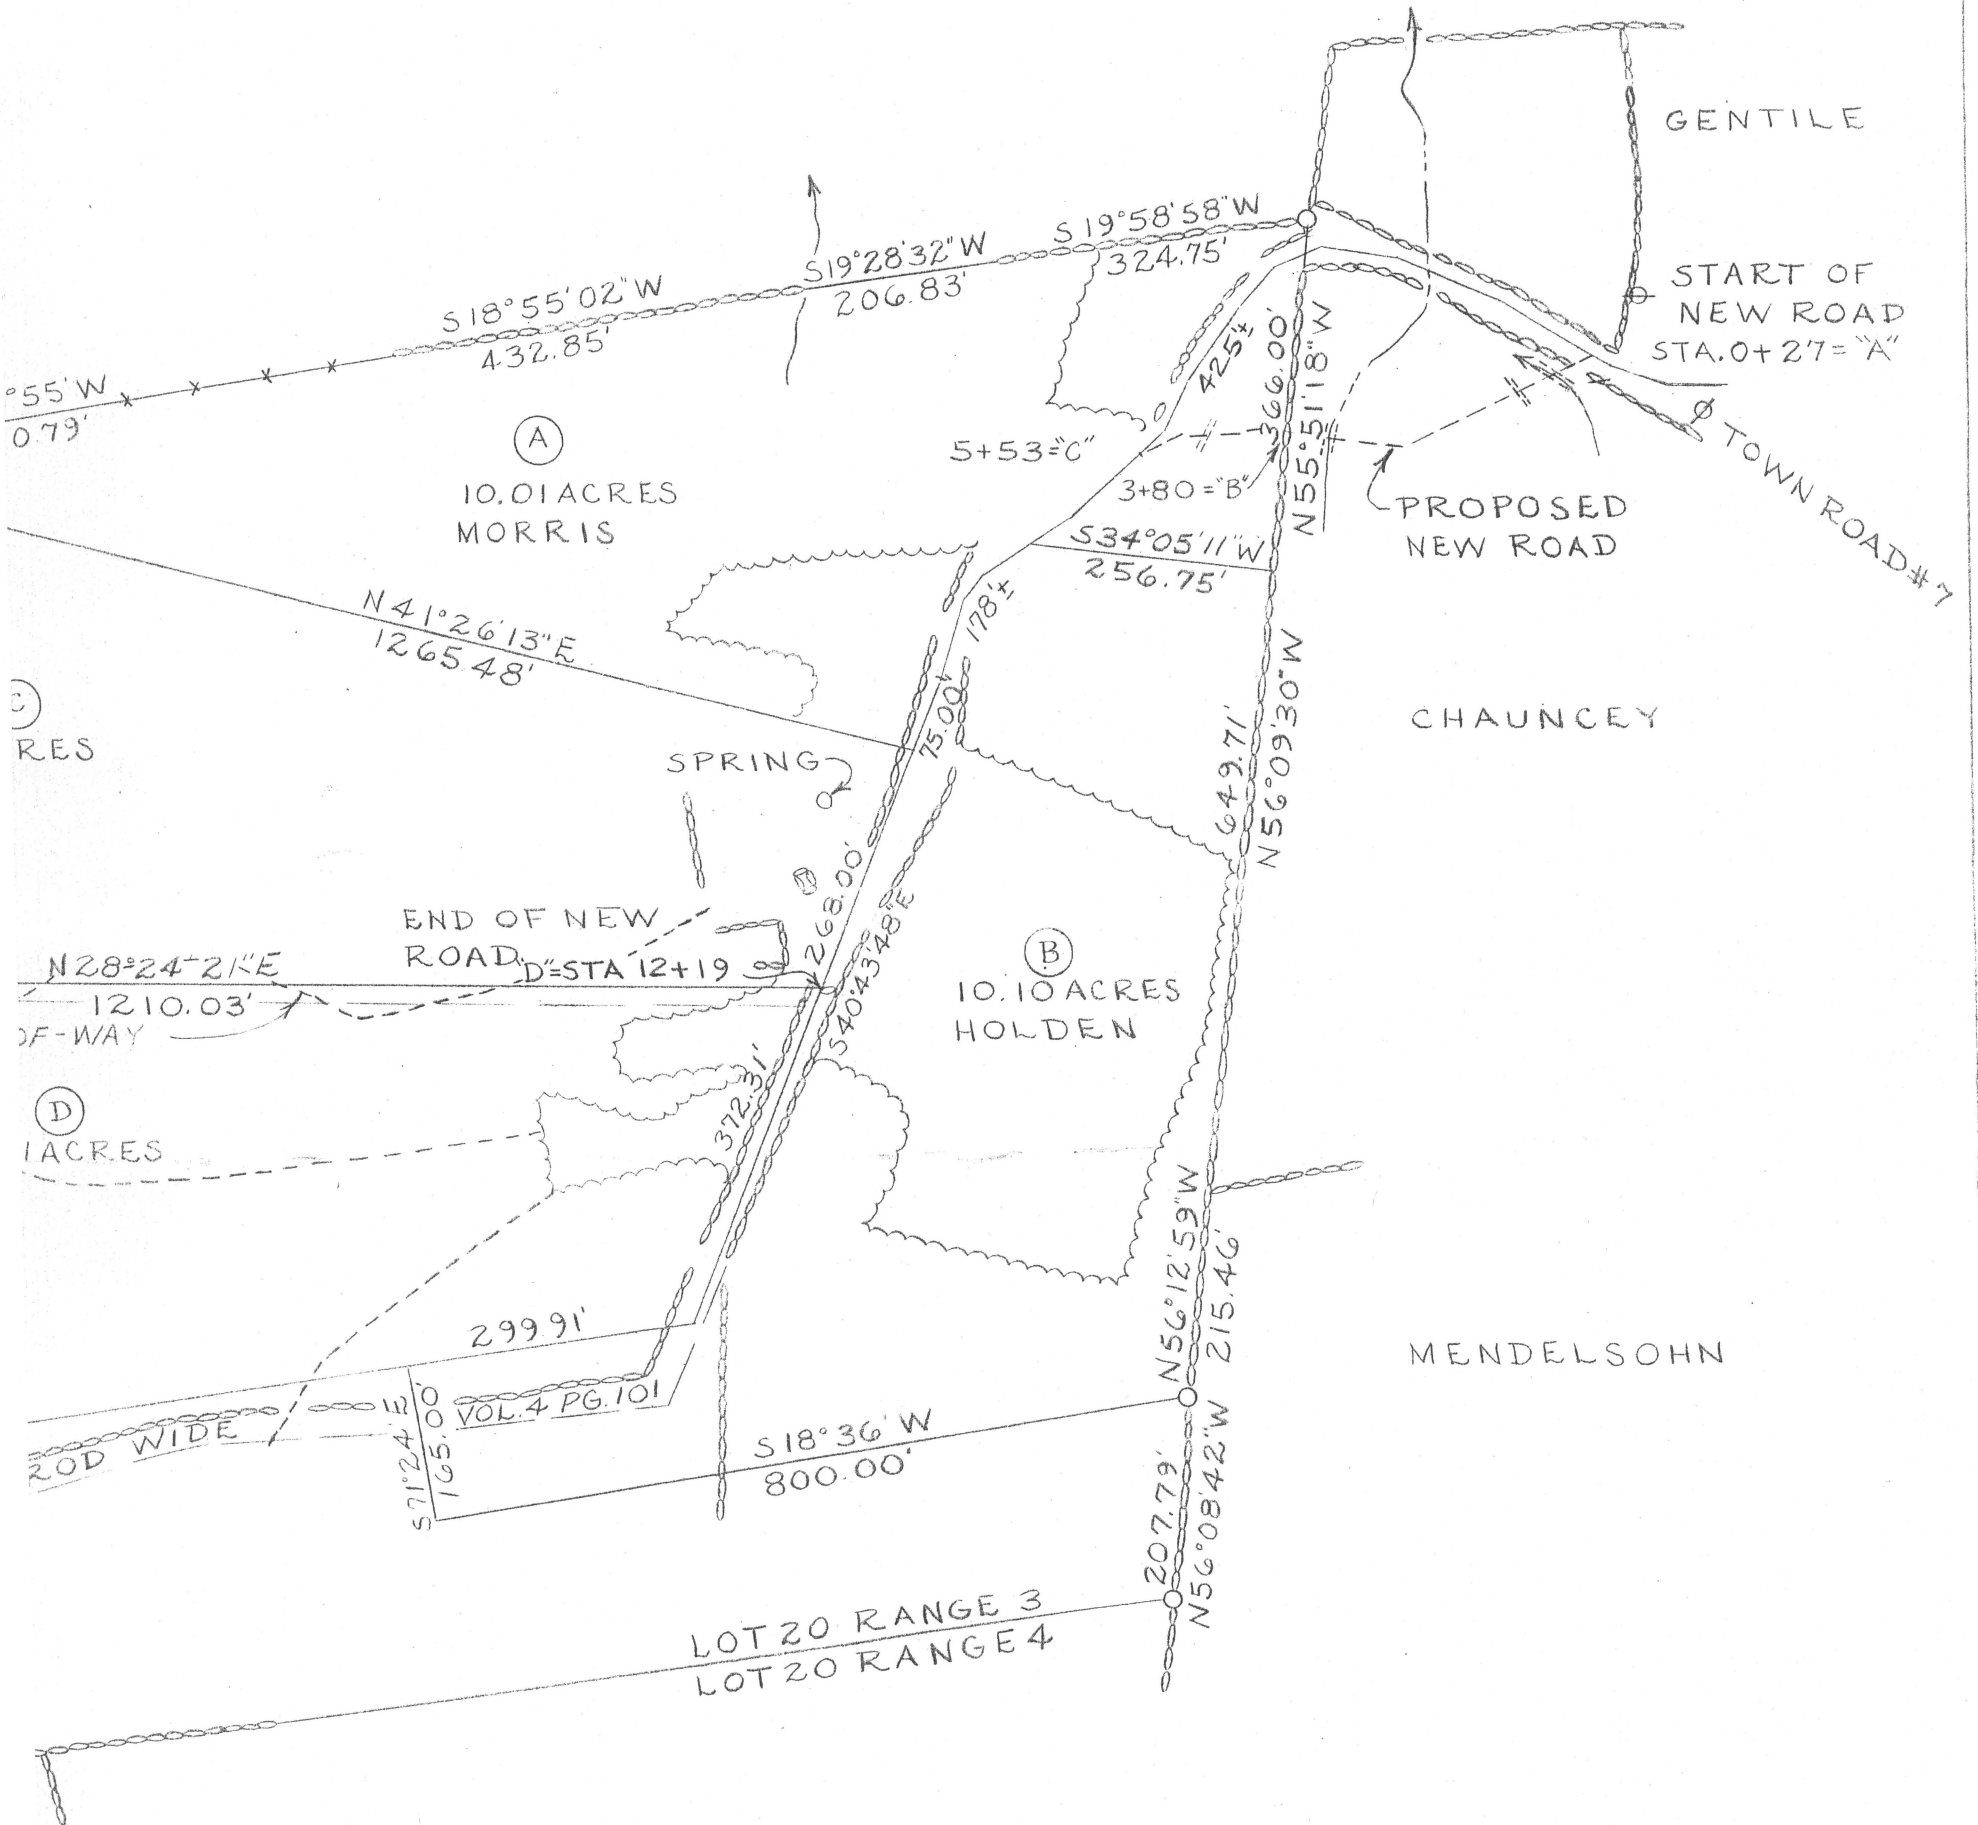 GENTILE
START OF
NEW ROAD
STA. 0+27="A"
S 19°58'58" W
324.75'
S19°28'32" W
206.83'
S18°55'02" W
432.85'
°55' W
0.79'
A
10.01 ACRES
MORRIS
425'±
366.00'
N55°51'18" W
5+53="C"
3+80="B"
PROPOSED
NEW ROAD
TOWN ROAD #7
S34°05'11" W
256.75'
178'±
N41°26'13" E
1265.48'
75.00'
C
RES
SPRING
CHAUNCEY
649.71'
N56°09'30" W
268.00'
S40°43'48" E
END OF NEW
ROAD "D"=STA 12+19
N28°24'21" E
1210.03'
OF-WAY
B
10.10 ACRES
HOLDEN
372.31'
D
1 ACRES
N56°12'59" W
215.46'
MENDELSOHN
299.91'
VOL. 4 PG. 101
ROD WIDE
S71°24'E
165.00'
S18°36' W
800.00'
207.79'
N56°08'42" W
LOT 20 RANGE 3
LOT 20 RANGE 4